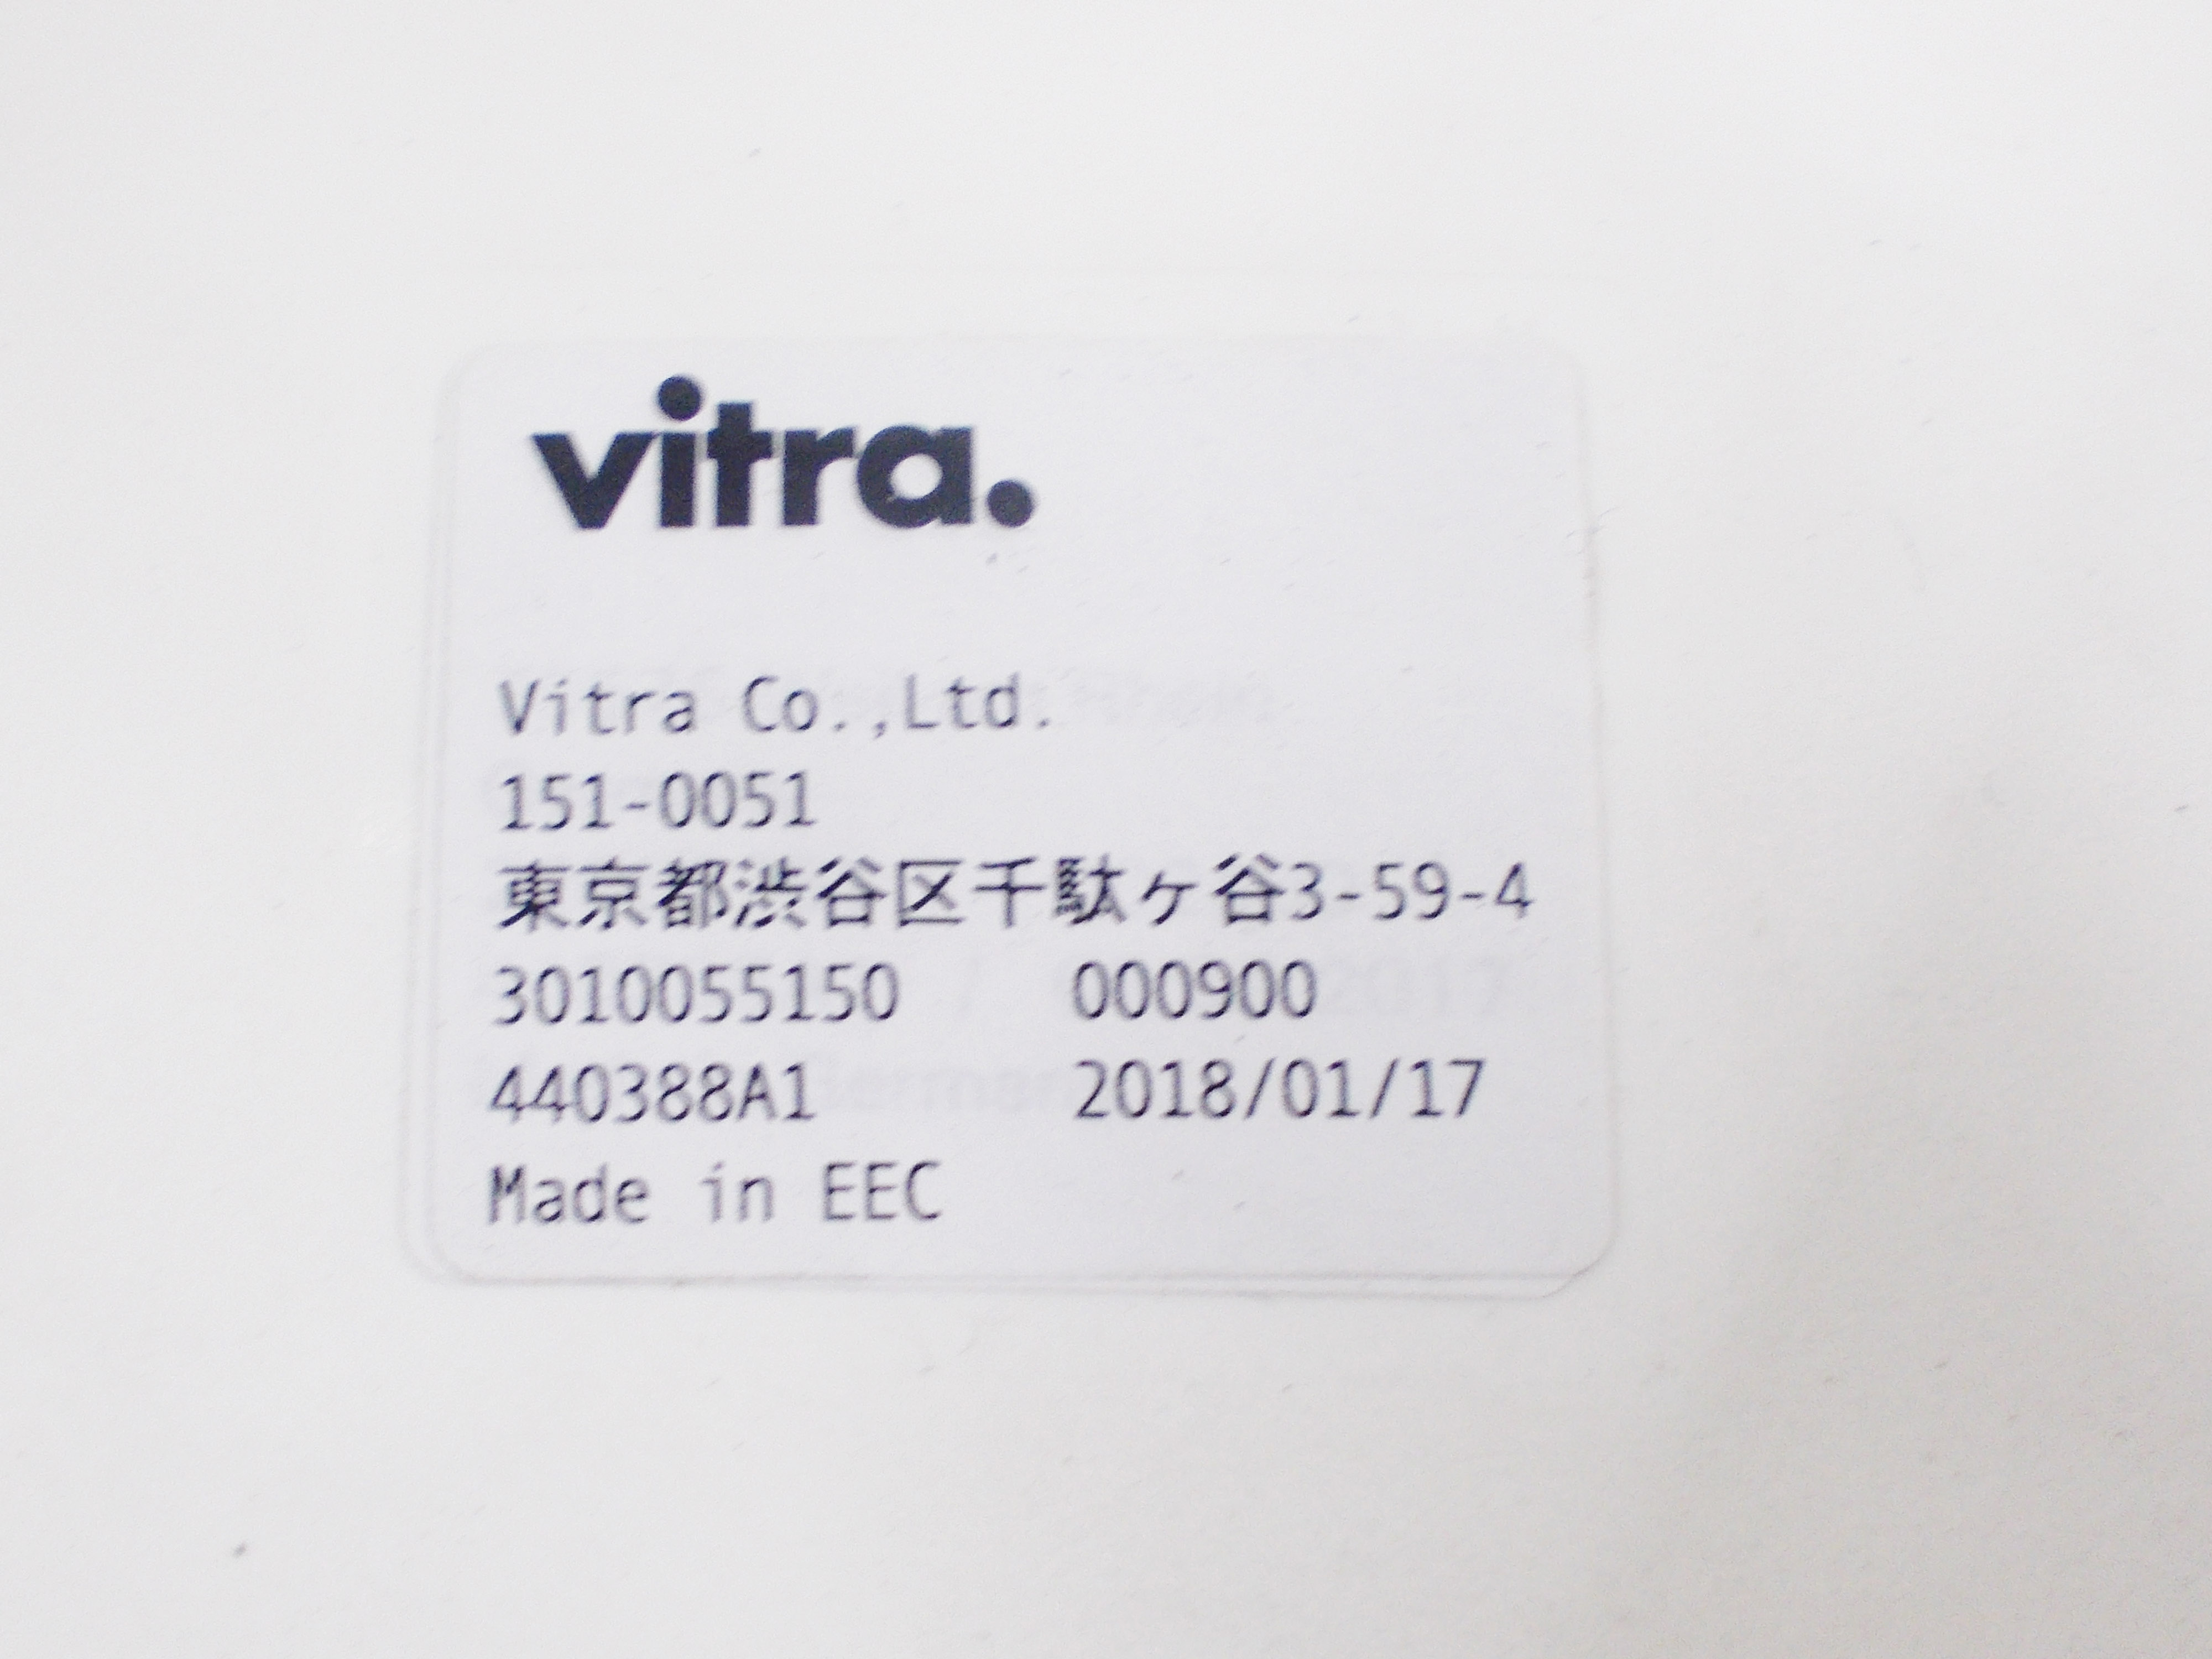 vitra.
Vitra Co.,Ltd.
151-0051
東京都渋谷区千駄ヶ谷3-59-4
3010055150 000900
440388A1 2018/01/17
Made in EEC